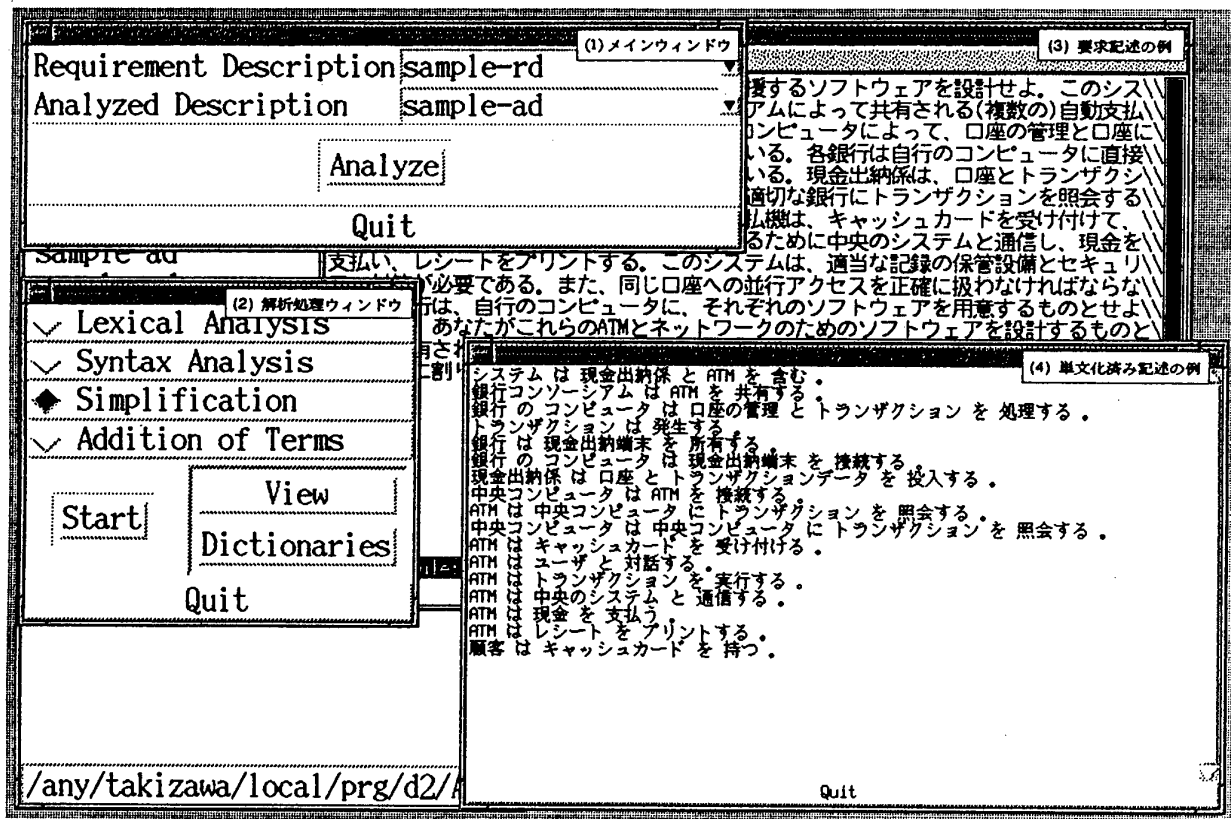 (1) メインウィンドウ
Requirement Description sample-rd
Analyzed Description sample-ad
Analyze
Quit
(3) 要求記述の例
援するソフトウェアを設計せよ。このシス\\
アムによって共有される(複数の)自動支払\
コンピュータによって、口座の管理と口座に\
いる。各銀行は自行のコンピュータに直接\\
いる。現金出納係は、口座とトランザクシ\
適切な銀行にトランザクションを照会する\\
払機は、キャッシュカードを受け付けて、\\
るために中央のシステムと通信し、現金を\\
支払い、レシートをプリントする。このシステムは、適当な記録の保管設備とセキュリ\\
が必要である。また、同じ口座への並行アクセスを正確に扱わなければならな\\
行は、自行のコンピュータに、それぞれのソフトウェアを用意するものとせよ\
あなたがこれらのATMとネットワークのためのソフトウェアを設計するものと\
sample-ad
(2) 解析処理ウィンドウ
Lexical Analysis
Syntax Analysis
Simplification
Addition of Terms
Start
View
Dictionaries
Quit
/any/takizawa/local/prg/d2/
(4) 単文化済み記述の例
システム は 現金出納係 と ATM を 含む .
銀行コンソーシアム は ATM を 共有する .
銀行 の コンピュータ は 口座の管理 と トランザクション を 処理する .
トランザクション は 発生する .
銀行 は 現金出納端末 を 所有する .
銀行 の コンピュータ は 現金出納端末 を 接続する .
現金出納係 は 口座 と トランザクションデータ を 投入する .
中央コンピュータ は ATM を 接続する .
ATM は 中央コンピュータ に トランザクション を 照会する .
中央コンピュータ は 中央コンピュータ に トランザクション を 照会する .
ATM は キャッシュカード を 受け付ける .
ATM は ユーザ と 対話する .
ATM は トランザクション を 実行する .
ATM は 中央のシステム と 通信する .
ATM は 現金 を 支払う .
ATM は レシート を プリントする .
顧客 は キャッシュカード を 持つ .
Quit